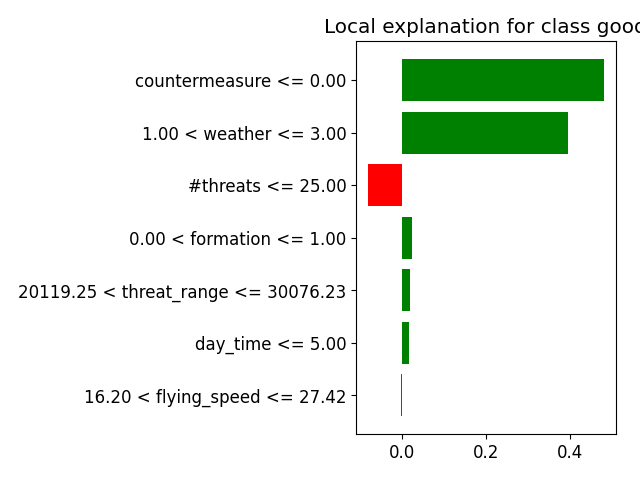 Local explanation for class good
countermeasure <= 0.00
1.00 < weather <= 3.00
#threats <= 25.00
0.00 < formation <= 1.00
20119.25 < threat_range <= 30076.23
day_time <= 5.00
16.20 < flying_speed <= 27.42
0.0 0.2 0.4